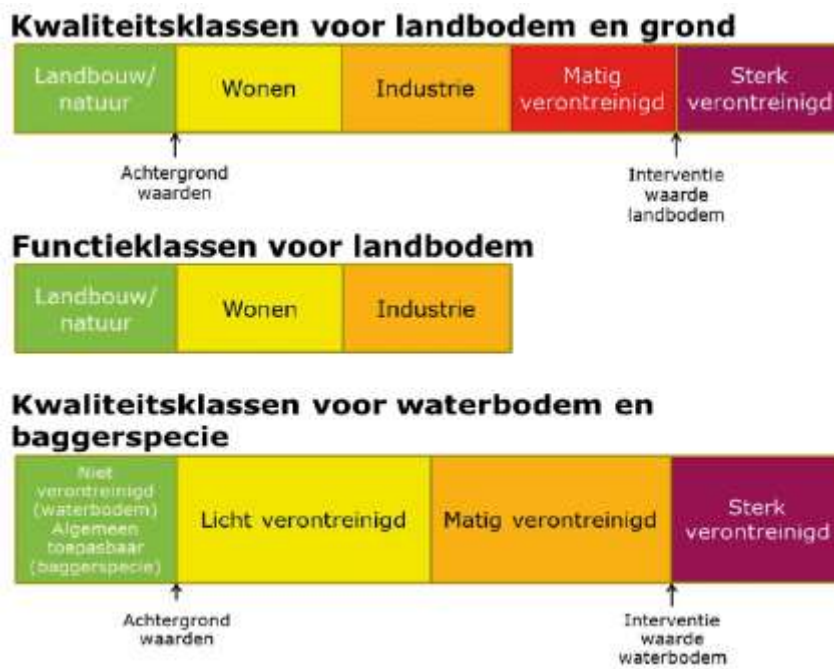 Kwaliteitsklassen voor landbodem en grond
Landbouw/
natuur
Wonen
Industrie
Matig
verontreinigd
Sterk
verontreinigd
Achtergrond
waarden
Interventie
waarde
landbodem
Functieklassen voor landbodem
Landbouw/
natuur
Wonen
Industrie
Kwaliteitsklassen voor waterbodem en
baggerspecie
Niet
verontreinigd
(waterbodem)
Algemeen
toepasbaar
(baggerspecie)
Licht verontreinigd
Matig verontreinigd
Sterk
verontreinigd
Achtergrond
waarden
Interventie
waarde
waterbodem